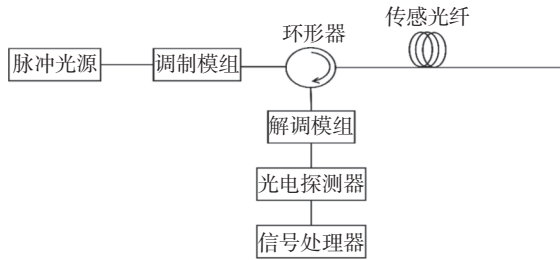 传感光纤
环形器
脉冲光源
调制模组
解调模组
光电探测器
信号处理器